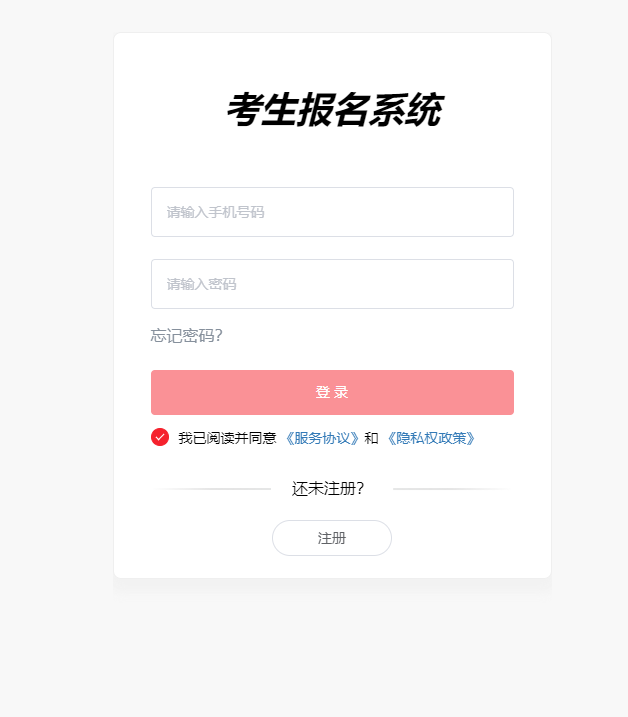 考生报名系统
请输入手机号码
请输入密码
忘记密码?
登 录
我已阅读并同意 《服务协议》和 《隐私权政策》
还未注册?
注册